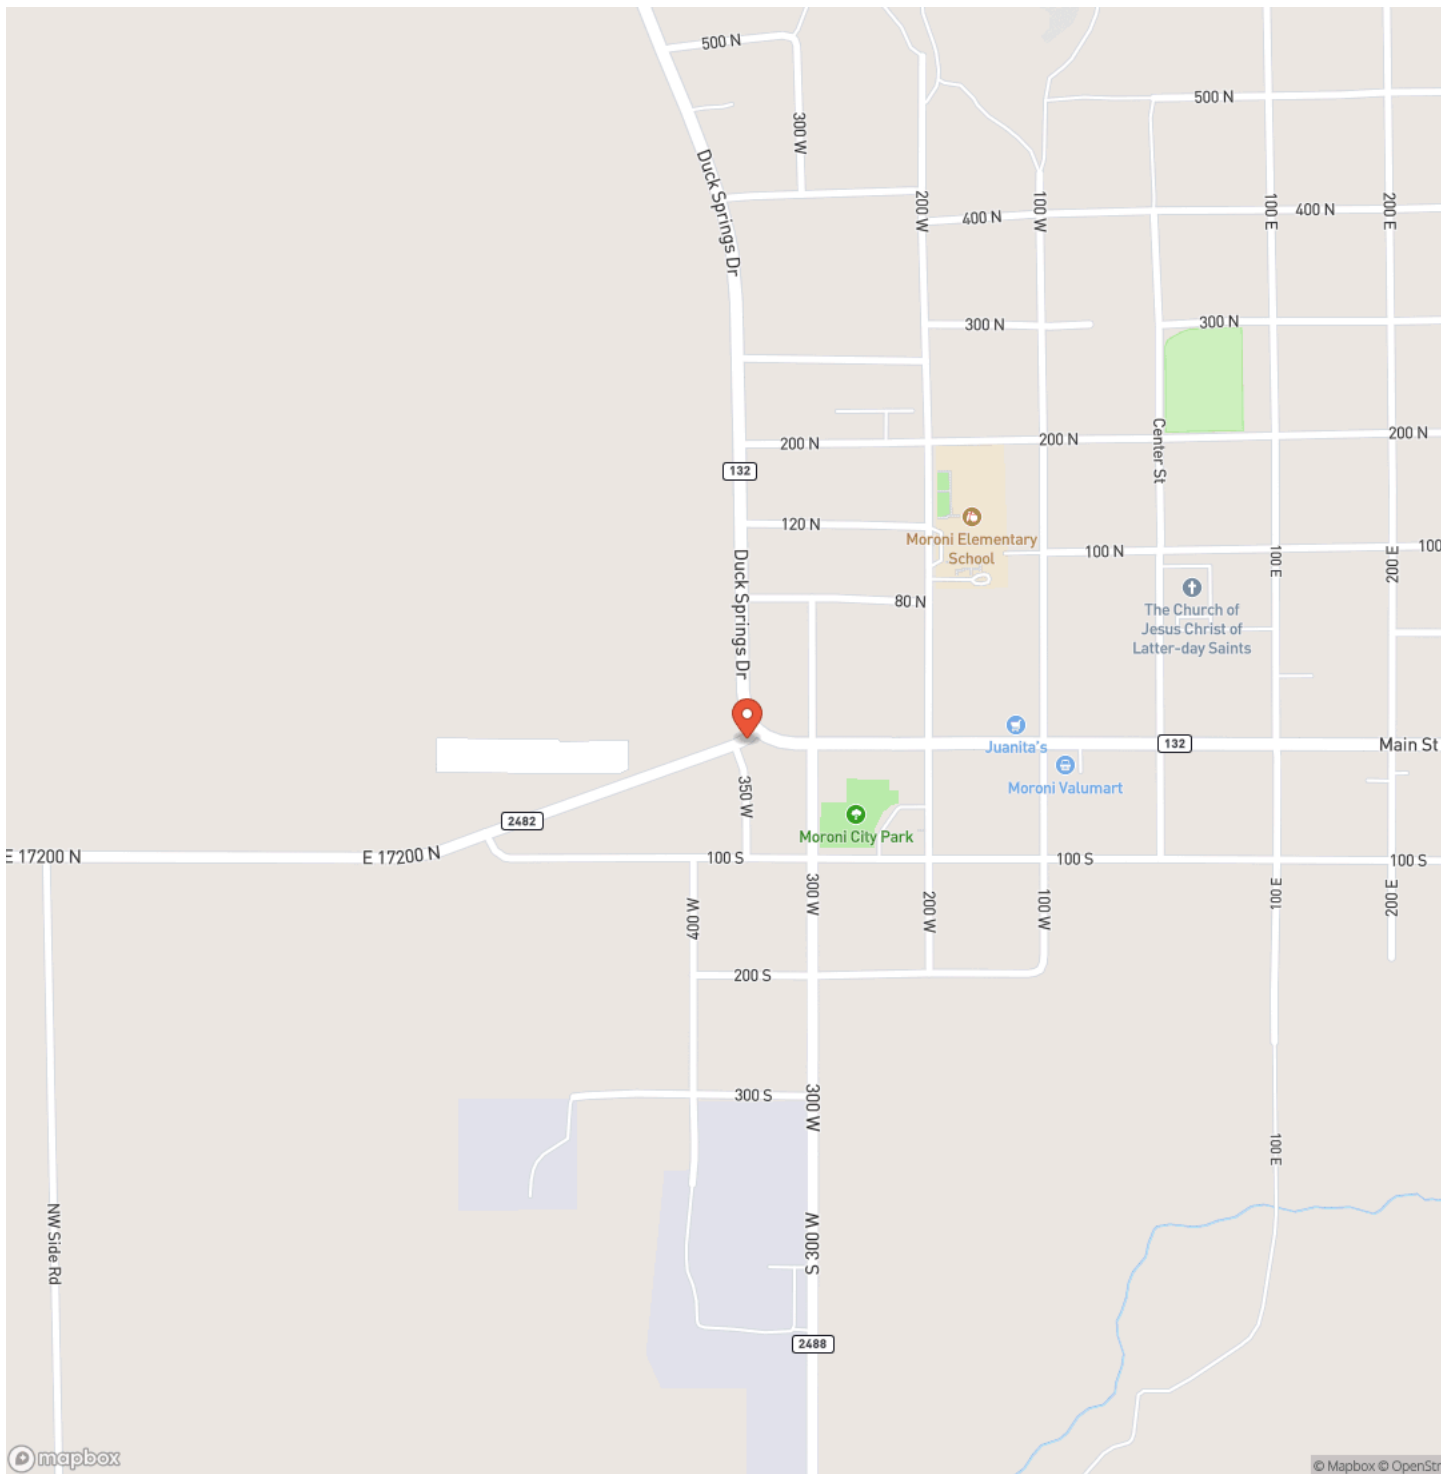 500 N
500 N
300 W
Duck Springs Dr
200 W
100 W
100 E
200 E
400 N
400 N
300 N
300 N
Center St
200 N
200 N
200 N
132
120 N
Moroni Elementary
School
100 N
100
Duck Springs Dr
100 E
200 E
80 N
The Church of
Jesus Christ of
Latter-day Saints
Juanita's
132
Main St
350 W
Moroni Valumart
2482
Moroni City Park
E 17200 N
E 17200 N
100 S
100 S
100 S
400 W
300 W
200 W
100 W
100 E
200 E
200 S
300 S
300 W
100 E
NW Side Rd
S 300 W
2488
mapbox
© Mapbox © OpenStr